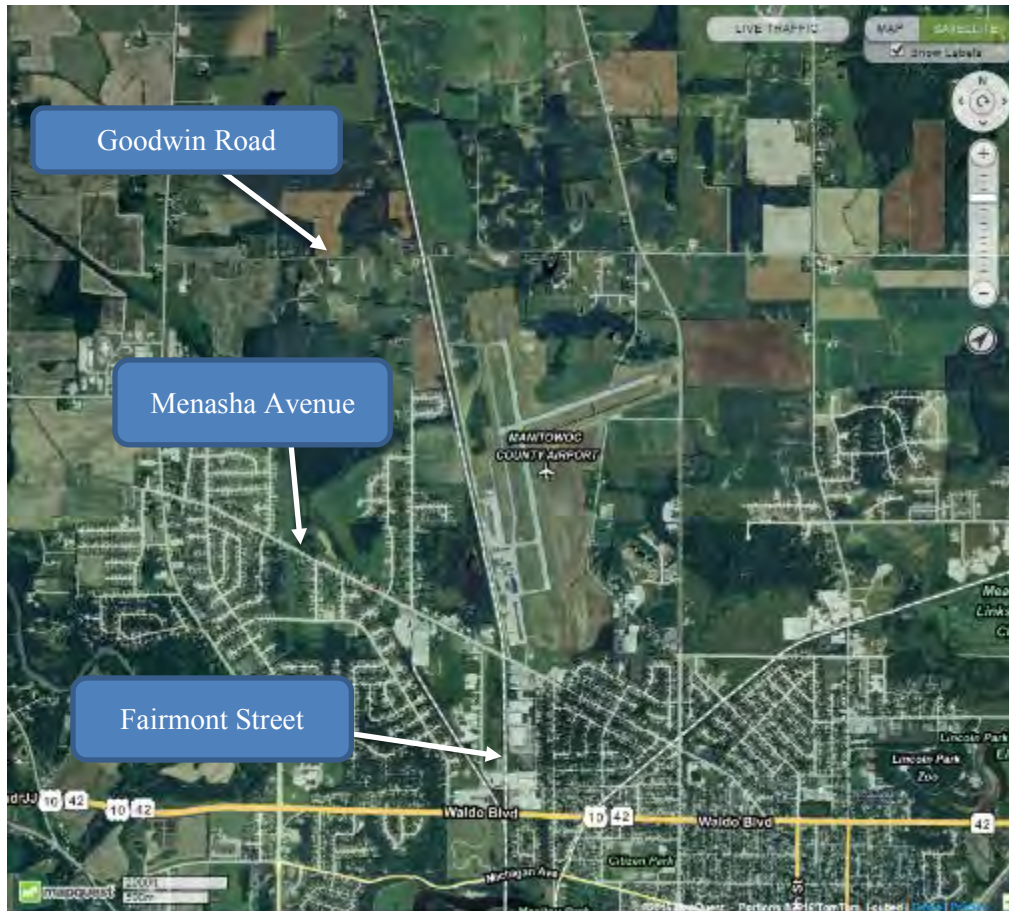 LIVE TRAFFIC
MAP
SATELLITE
Show Labels
N
Goodwin Road
Menasha Avenue
MANITOWOC
COUNTY AIRPORT
Fairmont Street
Links
Lincoln Park
Lincoln Park
Zoo
10 42
10 42
Waldo Blvd
10 42
Waldo Blvd
42
Michigan Ave
Citizen Park
mapquest